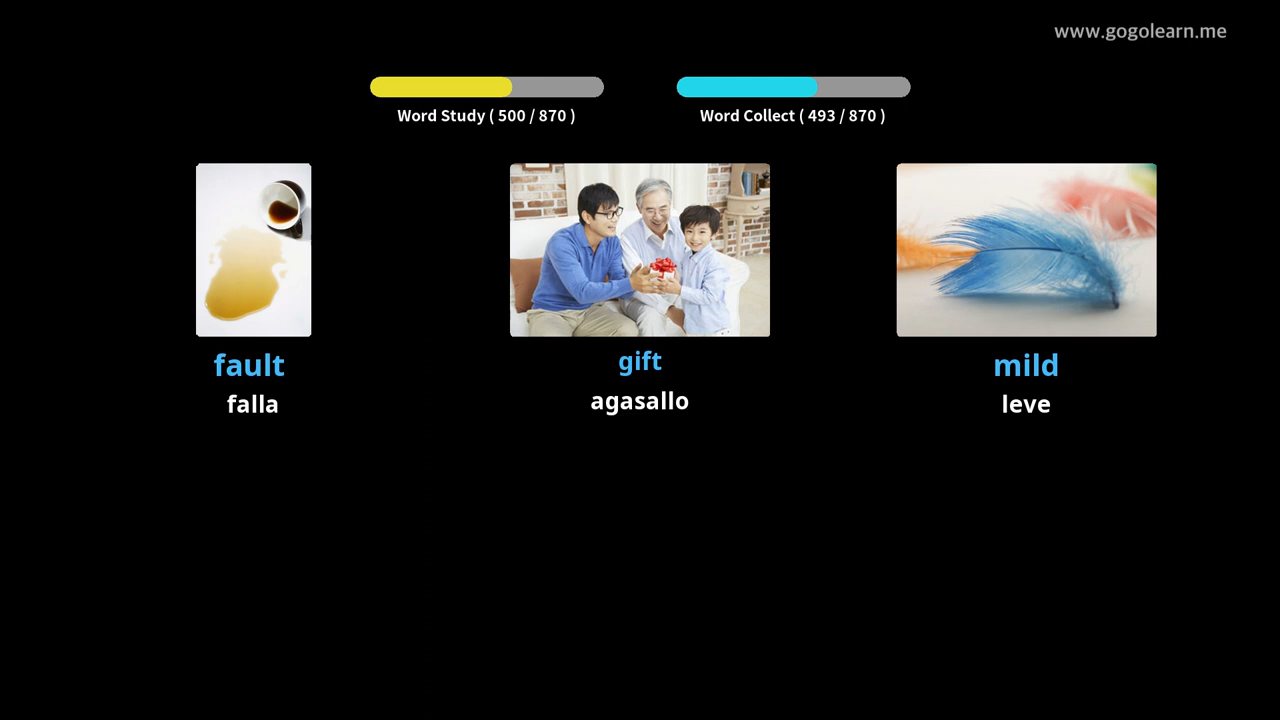 www.gogolearn.me
Word Study ( 500 / 870 )
Word Collect ( 493 / 870 )
fault
falla
gift
agasallo
mild
leve